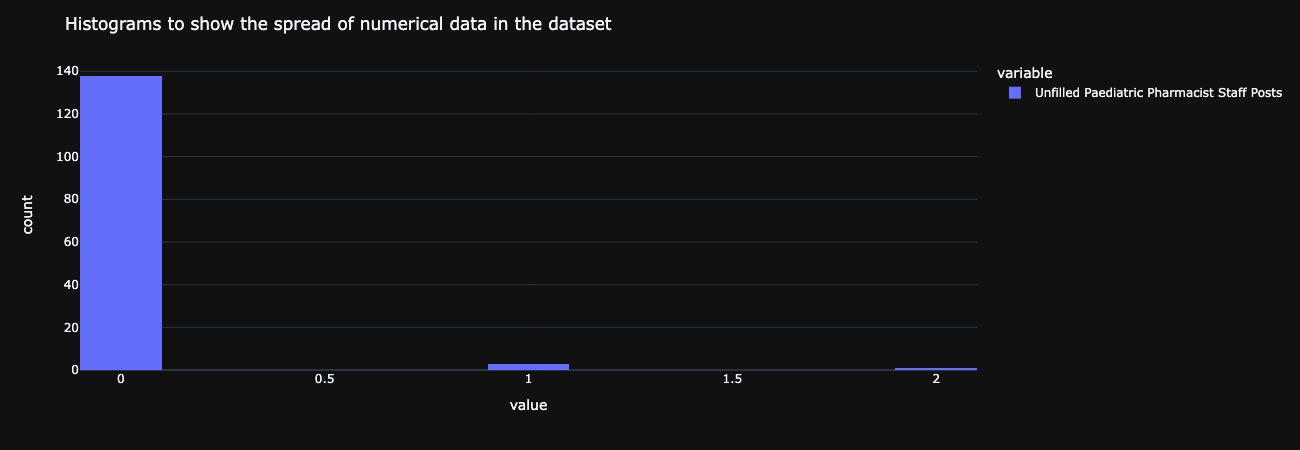 Histograms to show the spread of numerical data in the dataset
variable
Unfilled Paediatric Pharmacist Staff Posts
count
140
120
100
80
60
40
20
0
0 0.5 1 1.5 2
value